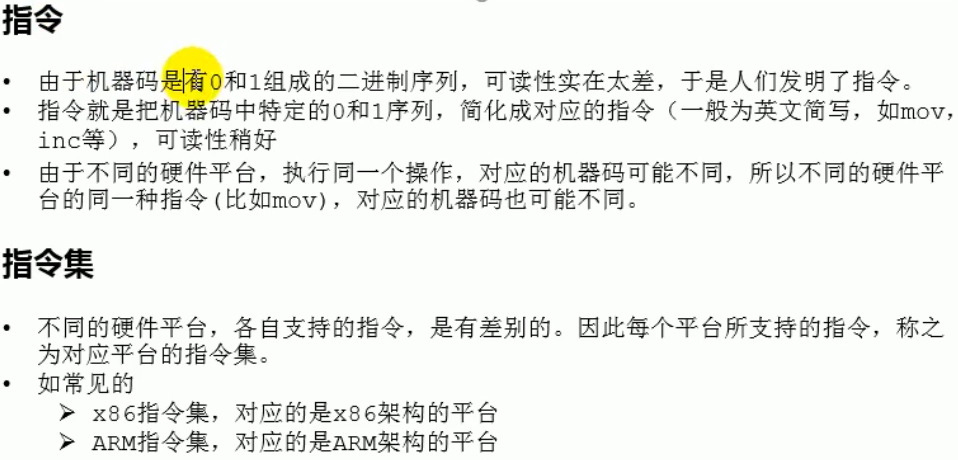 指令
• 由于机器码是有0和1组成的二进制序列，可读性实在太差，于是人们发明了指令。
• 指令就是把机器码中特定的0和1序列，简化成对应的指令（一般为英文简写，如mov，
inc等），可读性稍好
• 由于不同的硬件平台，执行同一个操作，对应的机器码可能不同，所以不同的硬件平
台的同一种指令(比如mov)，对应的机器码也可能不同。
指令集
• 不同的硬件平台，各自支持的指令，是有差别的。因此每个平台所支持的指令，称之
为对应平台的指令集。
• 如常见的
➢ x86指令集，对应的是x86架构的平台
➢ ARM指令集，对应的是ARM架构的平台